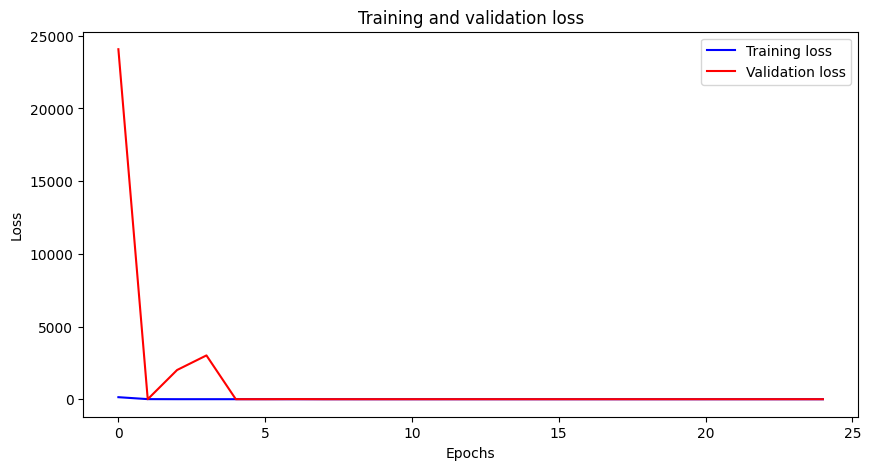 Training and validation loss
Training loss
Validation loss
25000
20000
15000
10000
5000
0
Loss
0 5 10 15 20 25
Epochs